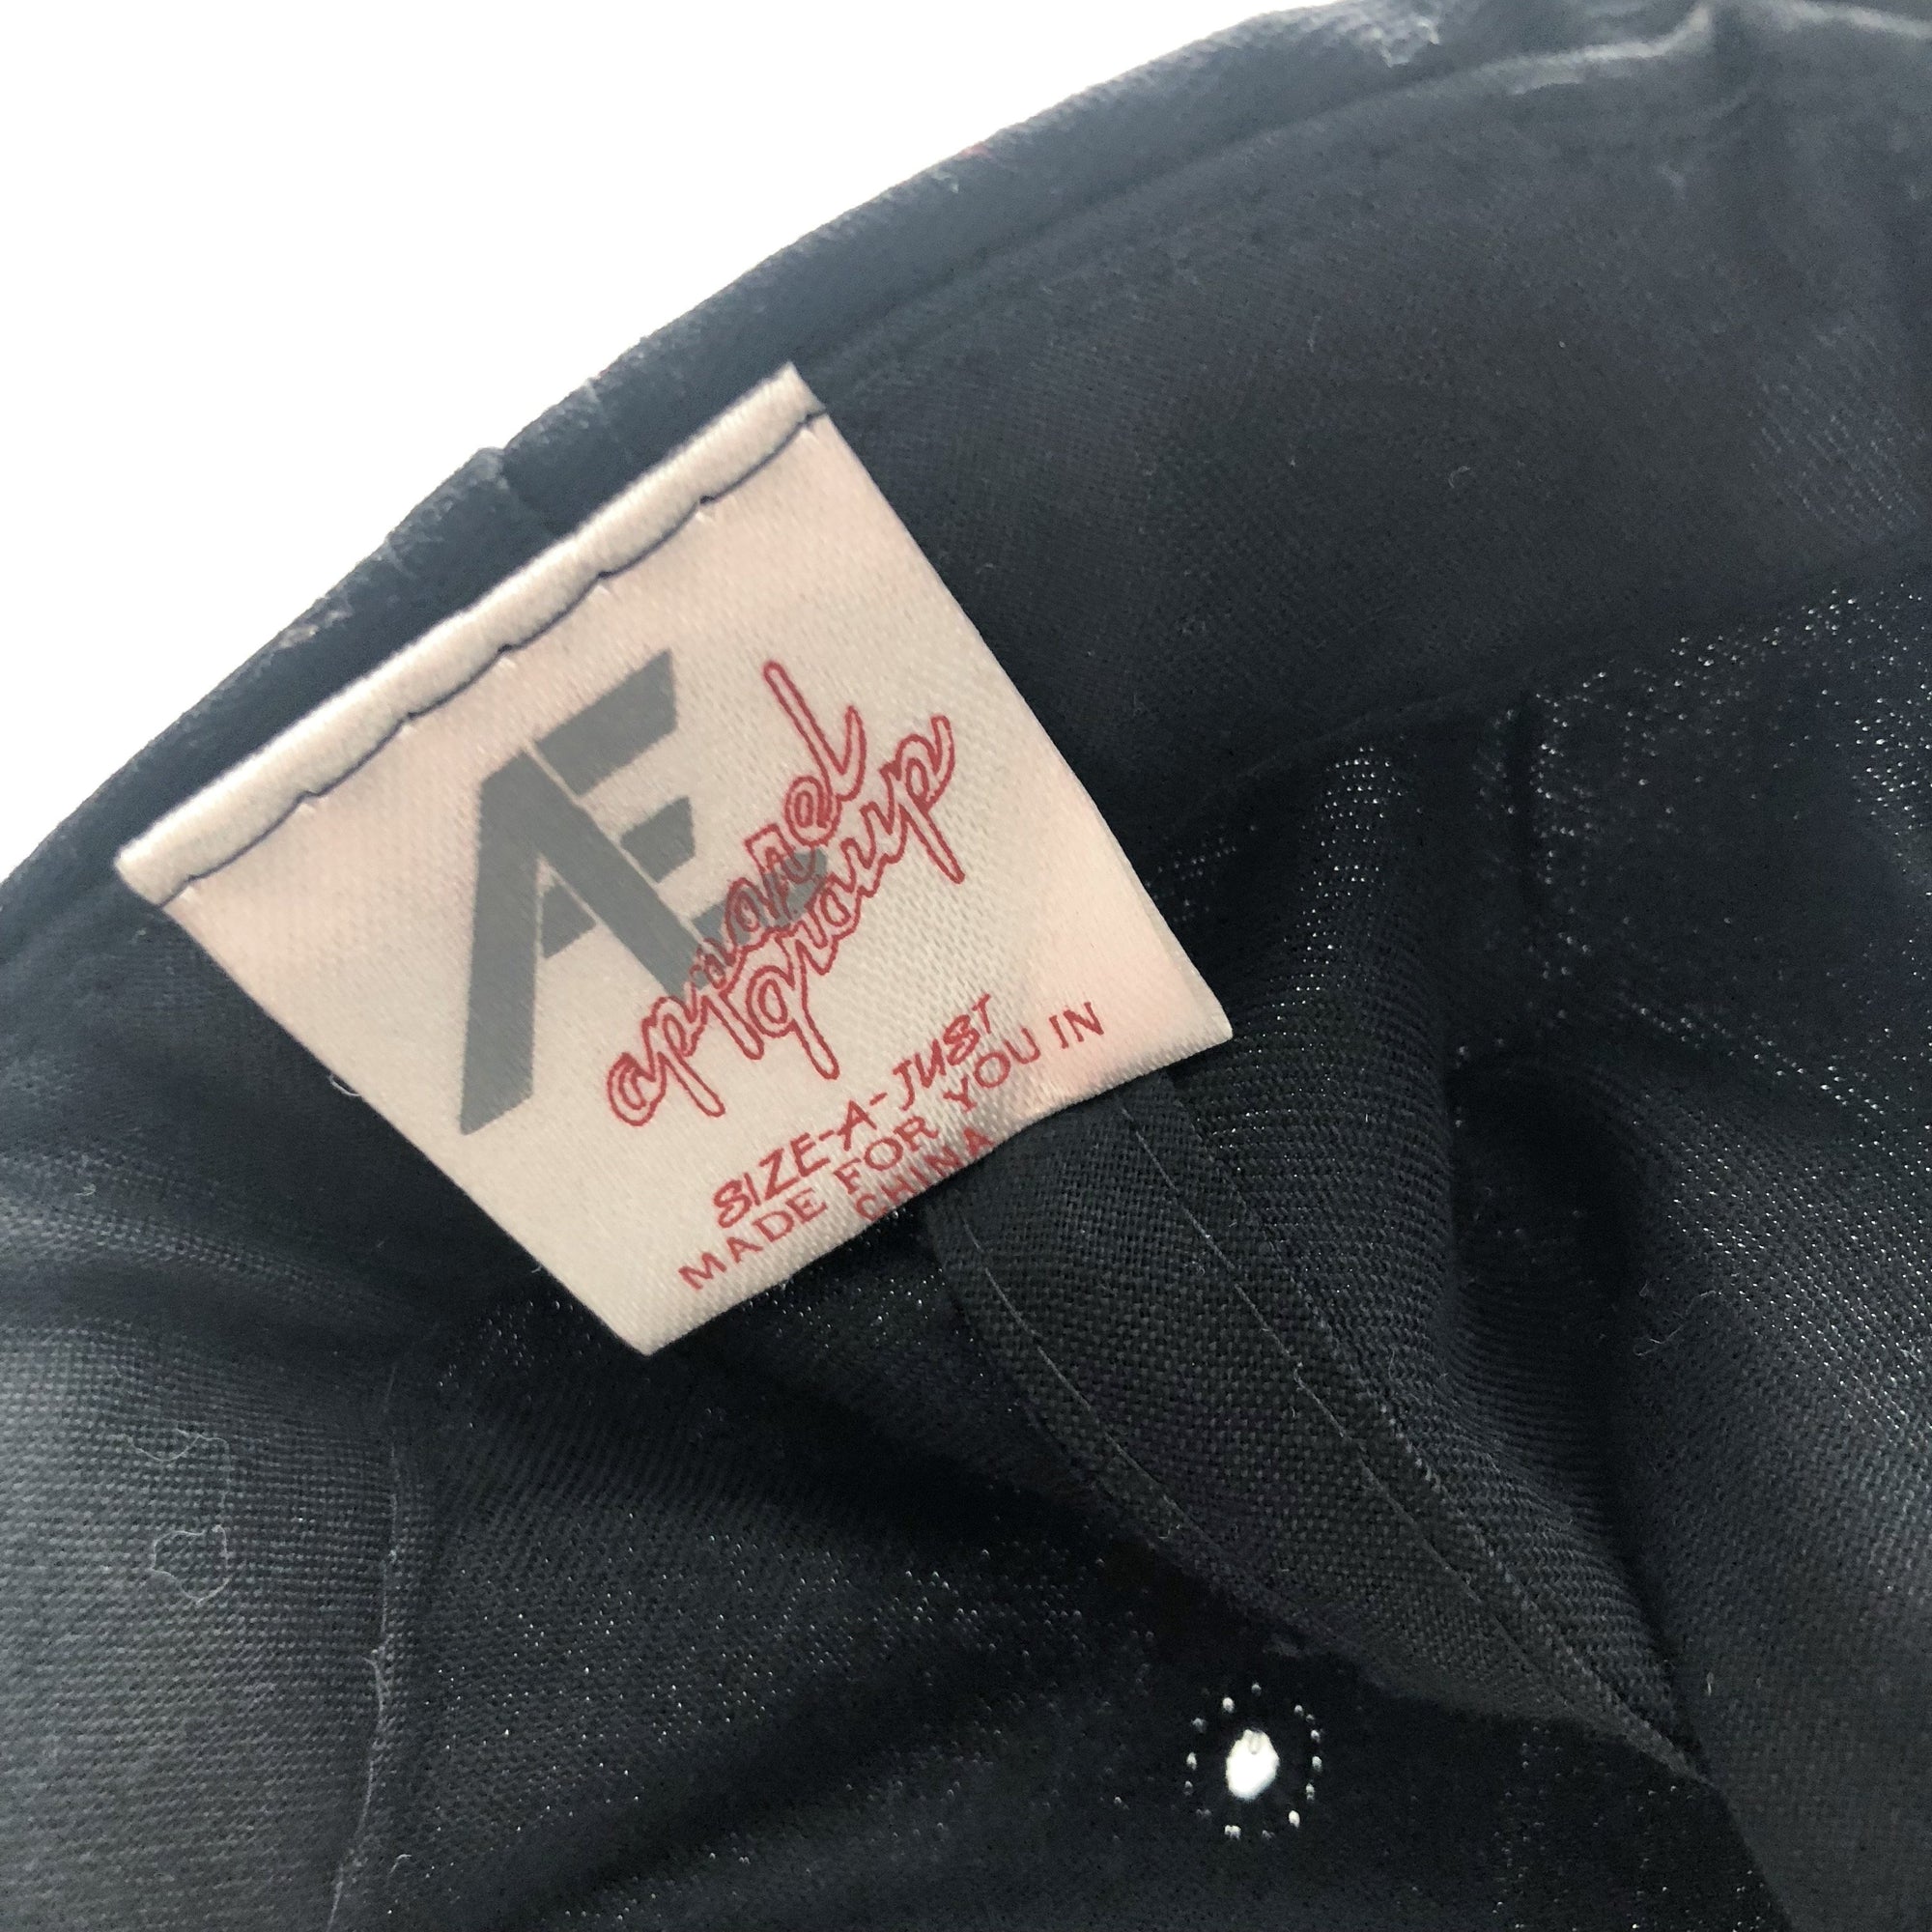 AE
apparel
group
SIZE-A-JUST
MADE FOR YOU IN
CHINA